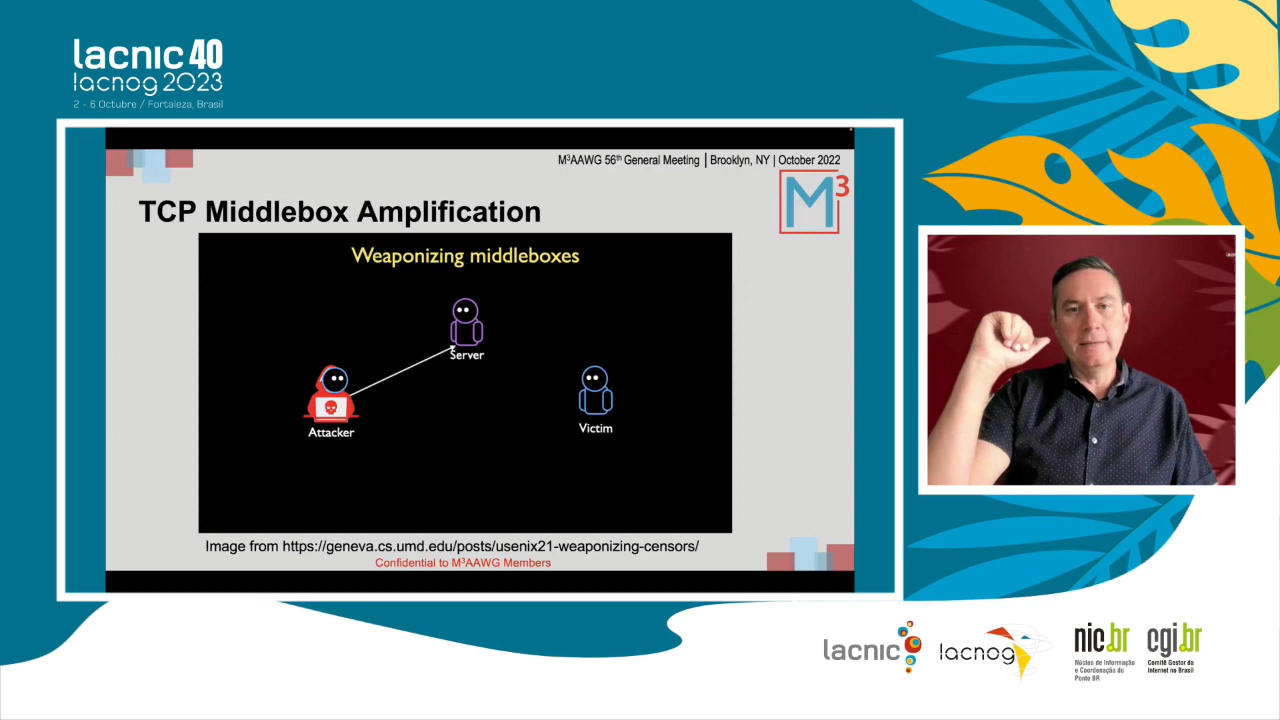 lacnic 40
lacnog 2023
2 - 6 Octubre / Fortaleza, Brasil
M³AAWG 56th General Meeting | Brooklyn, NY | October 2022
M3
TCP Middlebox Amplification
Weaponizing middleboxes
Server
Attacker
Victim
Image from https://geneva.cs.umd.edu/posts/usenix21-weaponizing-censors/
Confidential to M³AAWG Members
lacnic
lacnog
nic.br
Núcleo de Informação
e Coordenação do
Ponto BR
cgi.br
Comitê Gestor da
Internet no Brasil